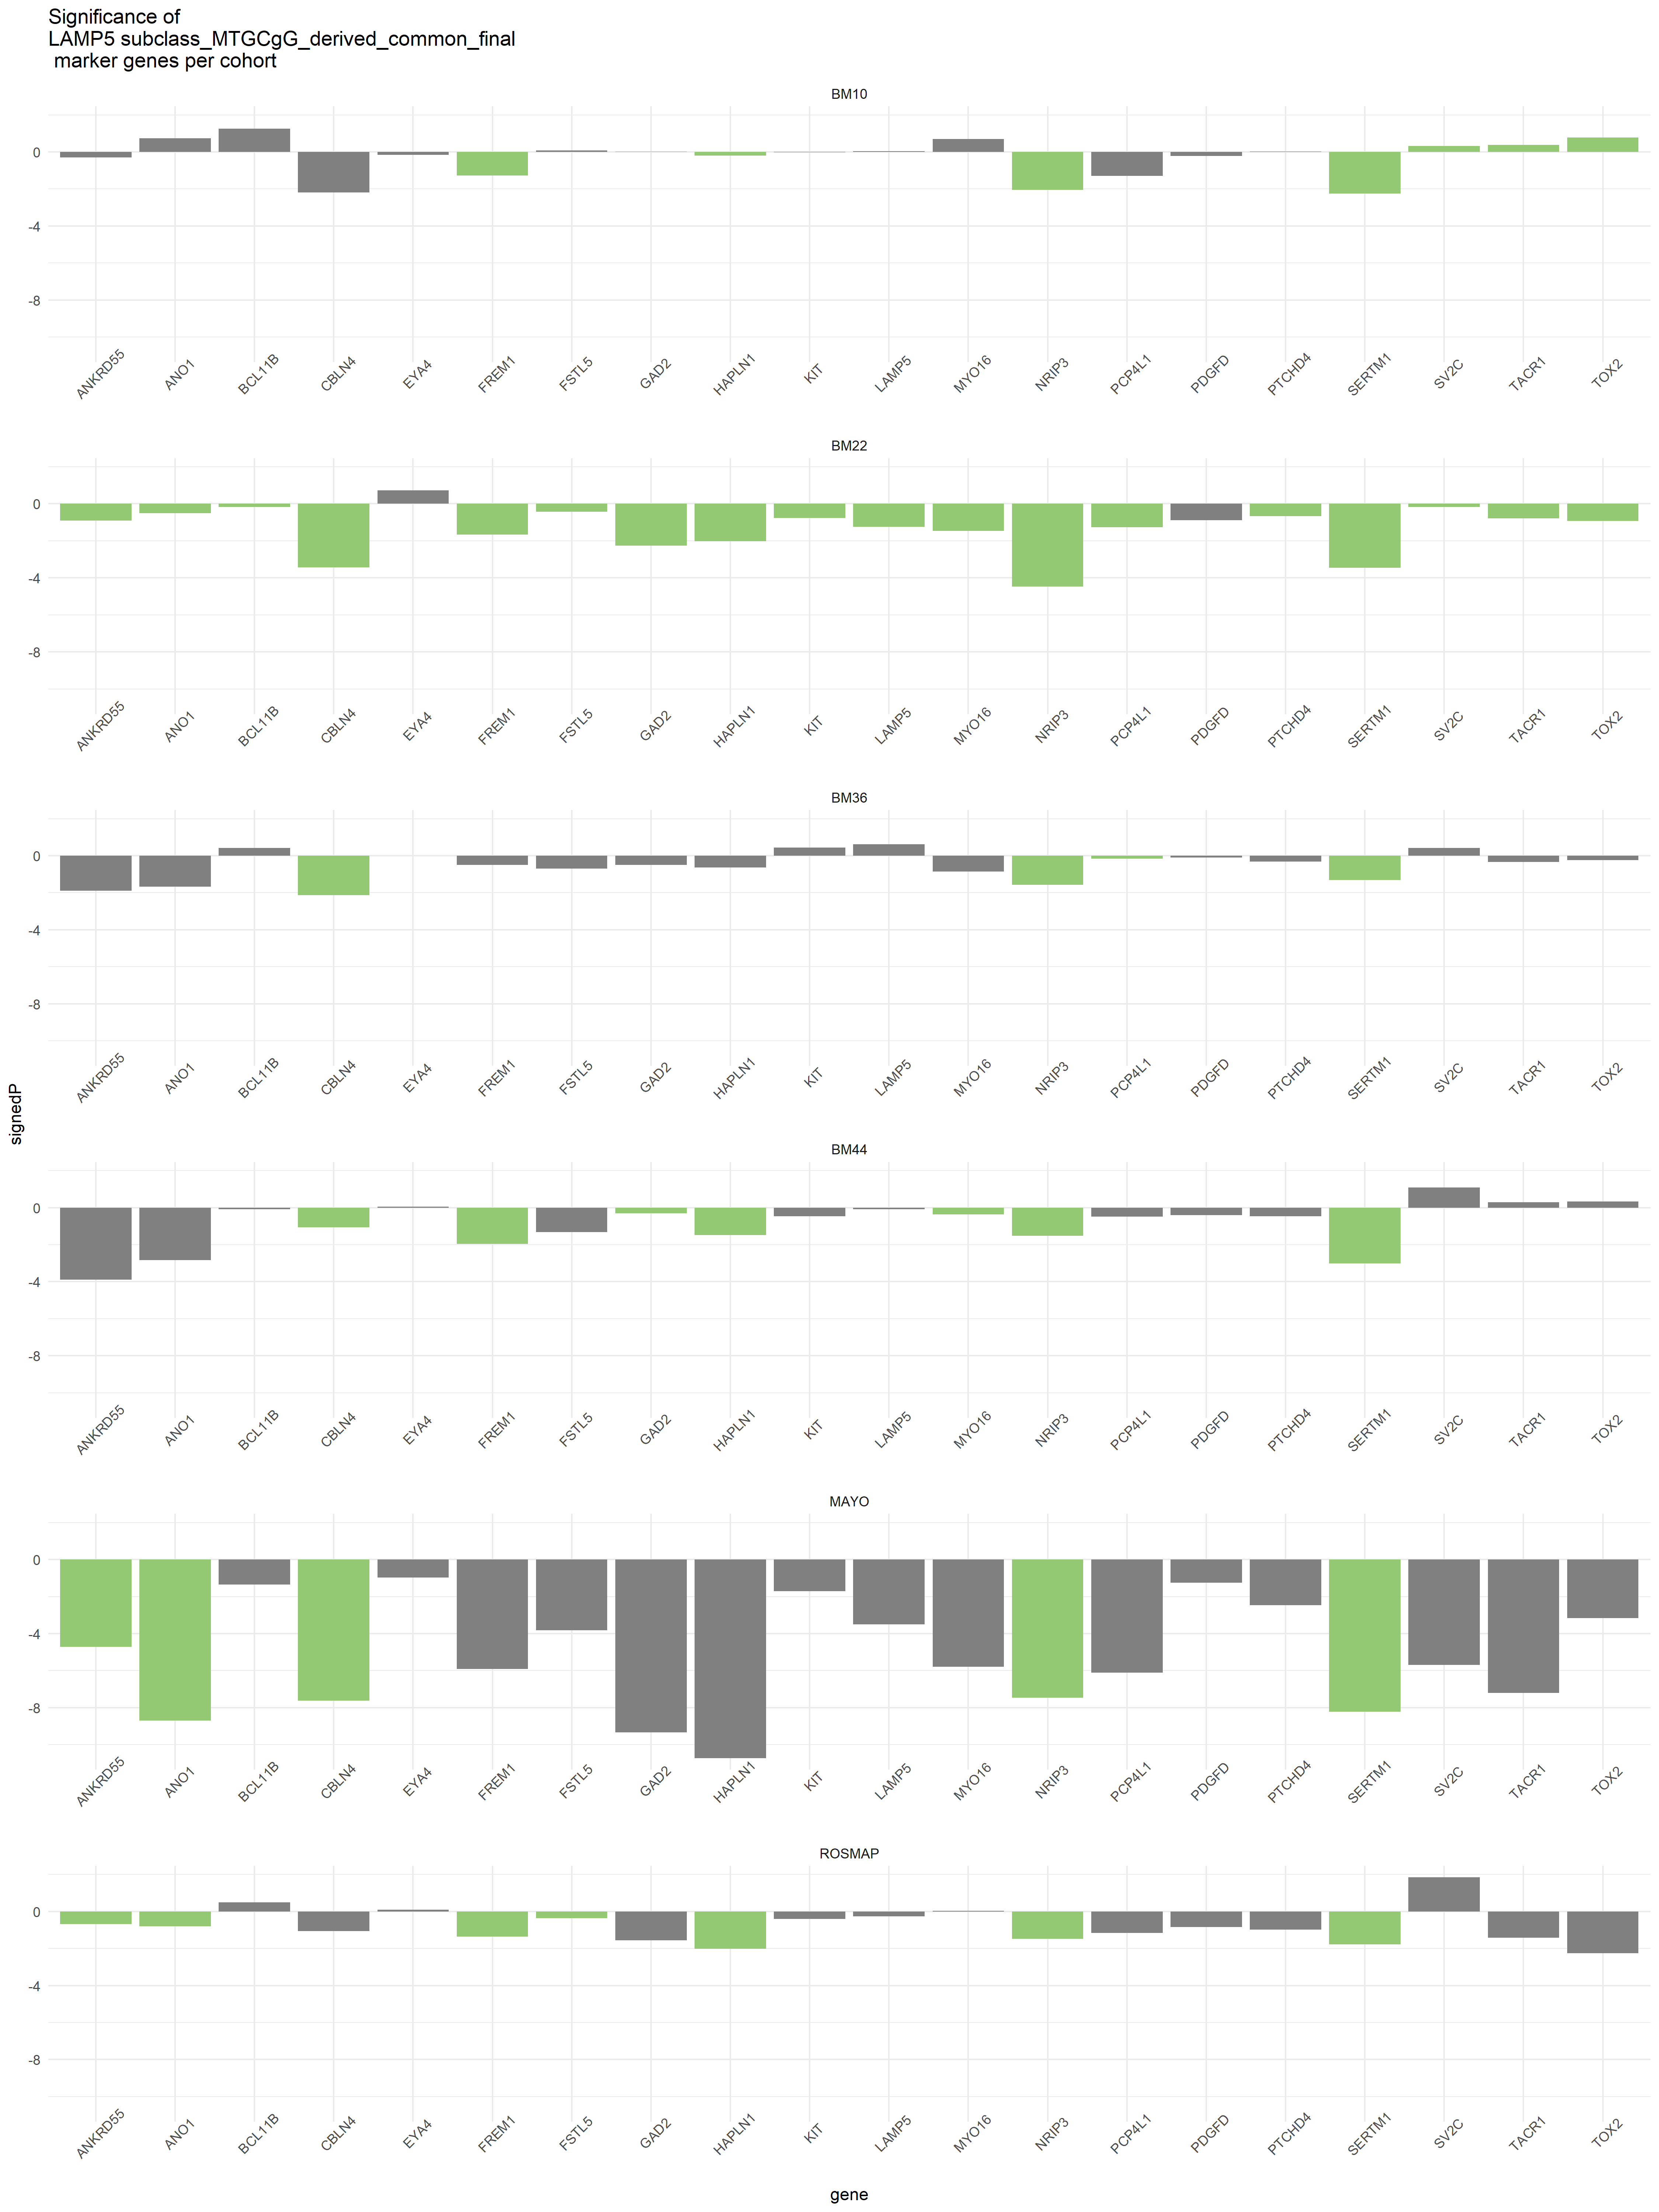 Significance of
LAMP5 subclass_MTGCgG_derived_common_final
marker genes per cohort
signedP
BM10
0
-4
-8
ANKRD55 ANO1 BCL11B CBLN4 EYA4 FREM1 FSTL5 GAD2 HAPLN1 KIT LAMP5 MYO16 NRIP3 PCP4L1 PDGFD PTCHD4 SERTM1 SV2C TACR1 TOX2
BM22
0
-4
-8
ANKRD55 ANO1 BCL11B CBLN4 EYA4 FREM1 FSTL5 GAD2 HAPLN1 KIT LAMP5 MYO16 NRIP3 PCP4L1 PDGFD PTCHD4 SERTM1 SV2C TACR1 TOX2
BM36
0
-4
-8
ANKRD55 ANO1 BCL11B CBLN4 EYA4 FREM1 FSTL5 GAD2 HAPLN1 KIT LAMP5 MYO16 NRIP3 PCP4L1 PDGFD PTCHD4 SERTM1 SV2C TACR1 TOX2
BM44
0
-4
-8
ANKRD55 ANO1 BCL11B CBLN4 EYA4 FREM1 FSTL5 GAD2 HAPLN1 KIT LAMP5 MYO16 NRIP3 PCP4L1 PDGFD PTCHD4 SERTM1 SV2C TACR1 TOX2
MAYO
0
-4
-8
ANKRD55 ANO1 BCL11B CBLN4 EYA4 FREM1 FSTL5 GAD2 HAPLN1 KIT LAMP5 MYO16 NRIP3 PCP4L1 PDGFD PTCHD4 SERTM1 SV2C TACR1 TOX2
ROSMAP
0
-4
-8
ANKRD55 ANO1 BCL11B CBLN4 EYA4 FREM1 FSTL5 GAD2 HAPLN1 KIT LAMP5 MYO16 NRIP3 PCP4L1 PDGFD PTCHD4 SERTM1 SV2C TACR1 TOX2
gene